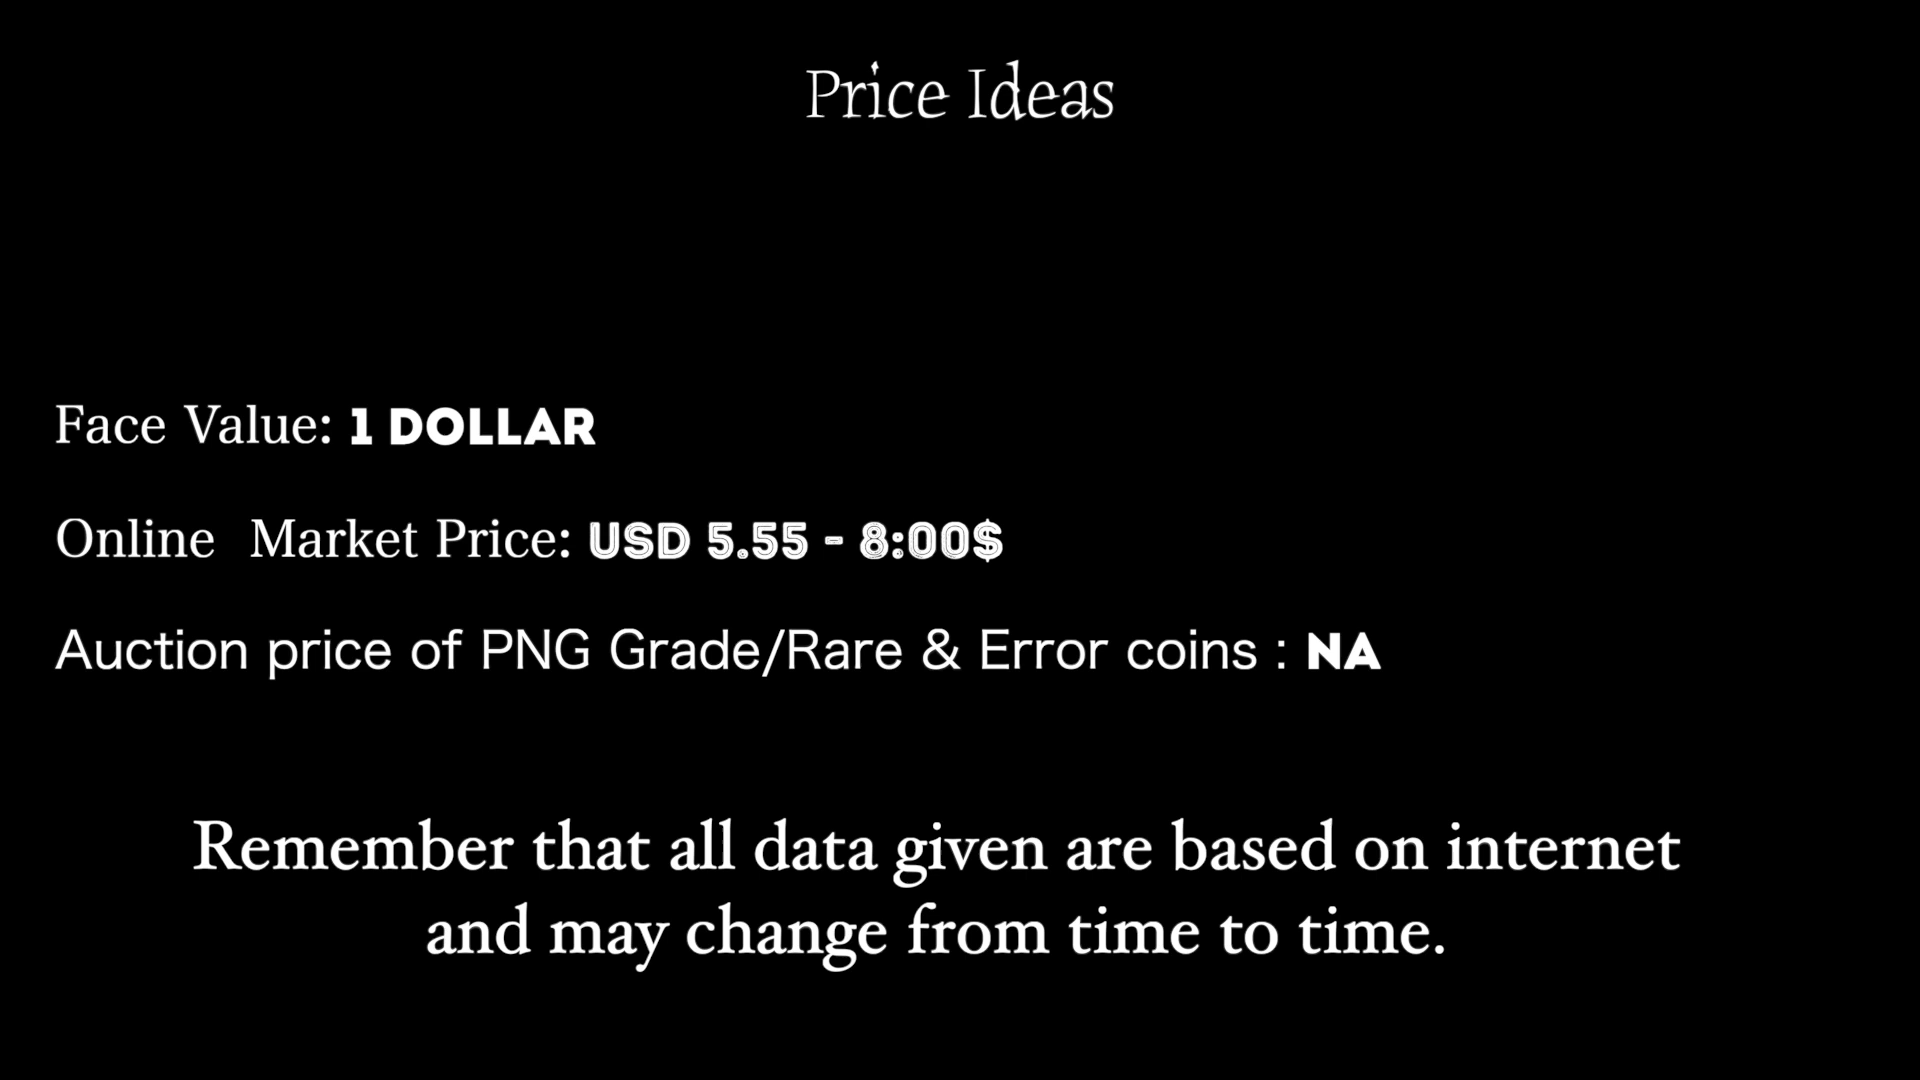 Price Ideas
Face Value: 1 DOLLAR
Online Market Price: USD 5.55 - 8:00$
Auction price of PNG Grade/Rare & Error coins : NA
Remember that all data given are based on internet
and may change from time to time.